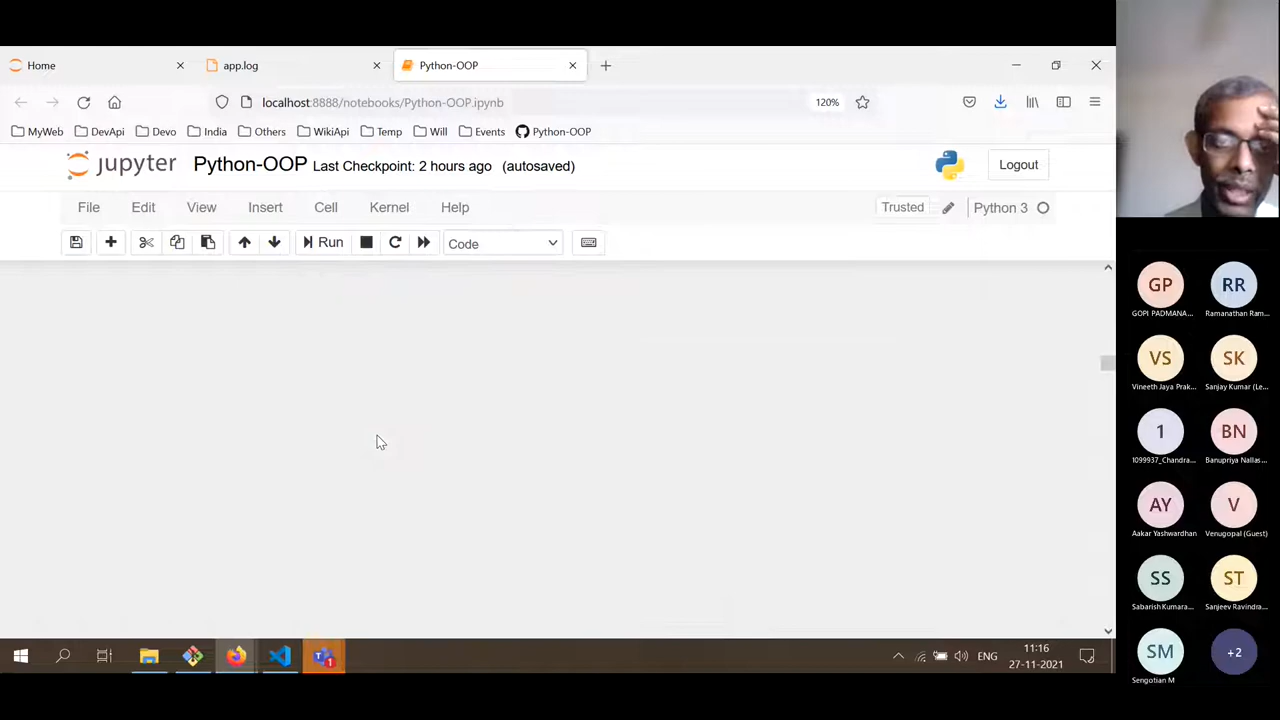 Home
app.log
Python-OOP
localhost:8888/notebooks/Python-OOP.ipynb
120%
MyWeb
DevApi
Devo
India
Others
WikiApi
Temp
Will
Events
Python-OOP
jupyter
Python-OOP Last Checkpoint: 2 hours ago (autosaved)
Logout
File
Edit
View
Insert
Cell
Kernel
Help
Trusted
Python 3
Run
Code
GP
RR
GOPI PADMANA...
Ramanathan Ram...
VS
SK
Vineeth Jaya Prak...
Sanjay Kumar (Le...
1
BN
1099937_Chandra...
Banupriya Nallas...
AY
V
Aakar Yashwardhan
Venugopal (Guest)
SS
ST
Sabarish Kumara...
Sanjeev Ravindra...
SM
+2
Sengotian M
1
ENG
11:16
27-11-2021